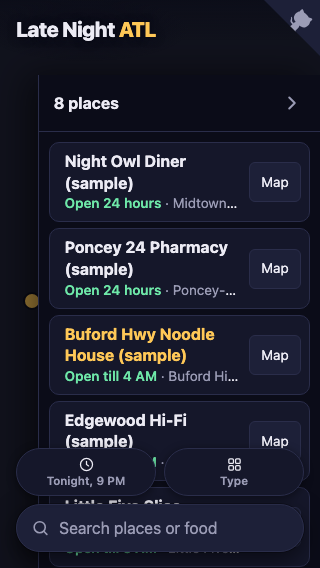 Late Night ATL
8 places
Night Owl Diner
(sample)
Open 24 hours · Midtown…
Map
Poncey 24 Pharmacy
(sample)
Open 24 hours · Poncey-…
Map
Buford Hwy Noodle
House (sample)
Open till 4 AM · Buford Hi…
Map
Edgewood Hi-Fi
(sample)
Map
Tonight, 9 PM
Type
Search places or food